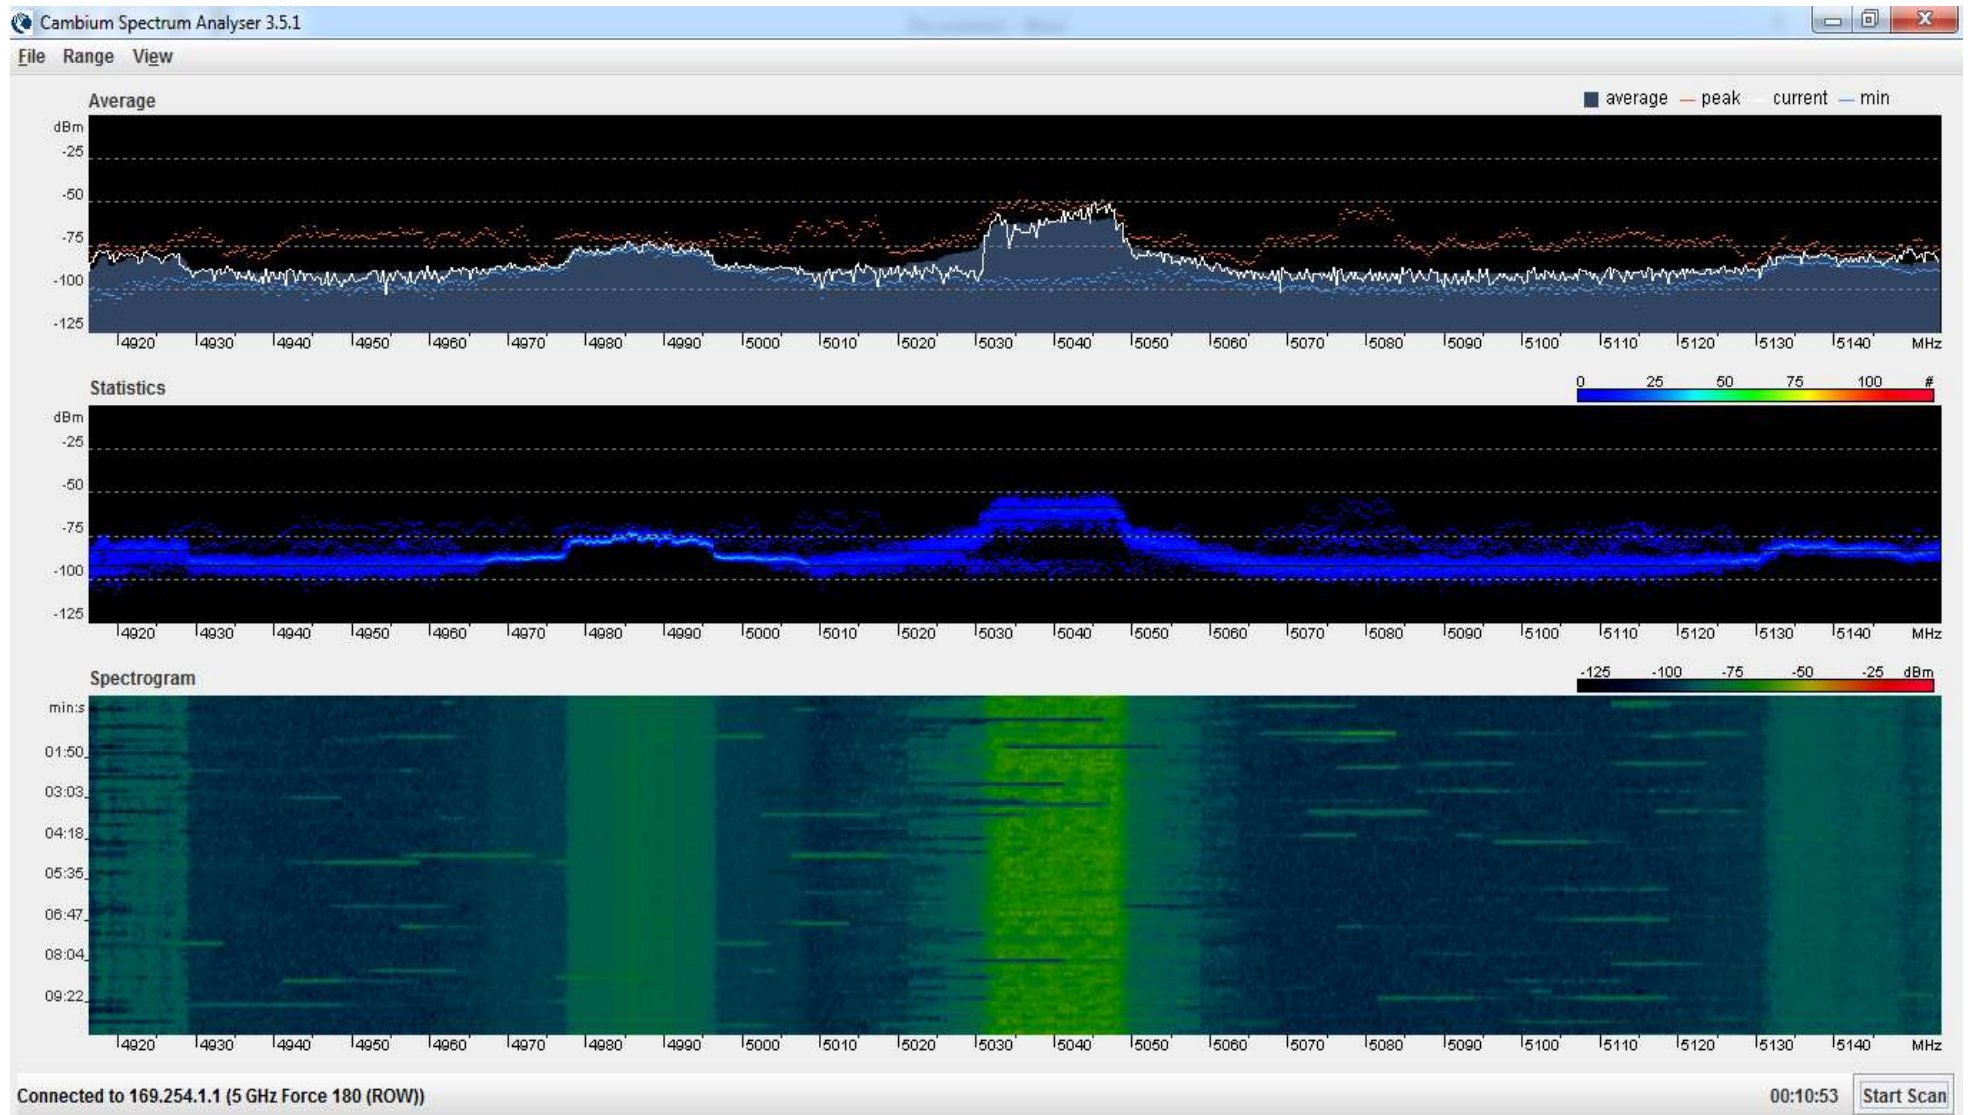 Cambium Spectrum Analyser 3.5.1
File Range View
Average
average peak current min
dBm
-25
-50
-75
-100
-125
4920 4930 4940 4950 4960 4970 4980 4990 5000 5010 5020 5030 5040 5050 5060 5070 5080 5090 5100 5110 5120 5130 5140 MHz
Statistics
0 25 50 75 100 #
dBm
-25
-50
-75
-100
-125
4920 4930 4940 4950 4960 4970 4980 4990 5000 5010 5020 5030 5040 5050 5060 5070 5080 5090 5100 5110 5120 5130 5140 MHz
Spectrogram
-125 -100 -75 -50 -25 dBm
min:s
01:50
03:03
04:18
05:35
06:47
08:04
09:22
4920 4930 4940 4950 4960 4970 4980 4990 5000 5010 5020 5030 5040 5050 5060 5070 5080 5090 5100 5110 5120 5130 5140 MHz
Connected to 169.254.1.1 (5 GHz Force 180 (ROW)) 00:10:53 Start Scan